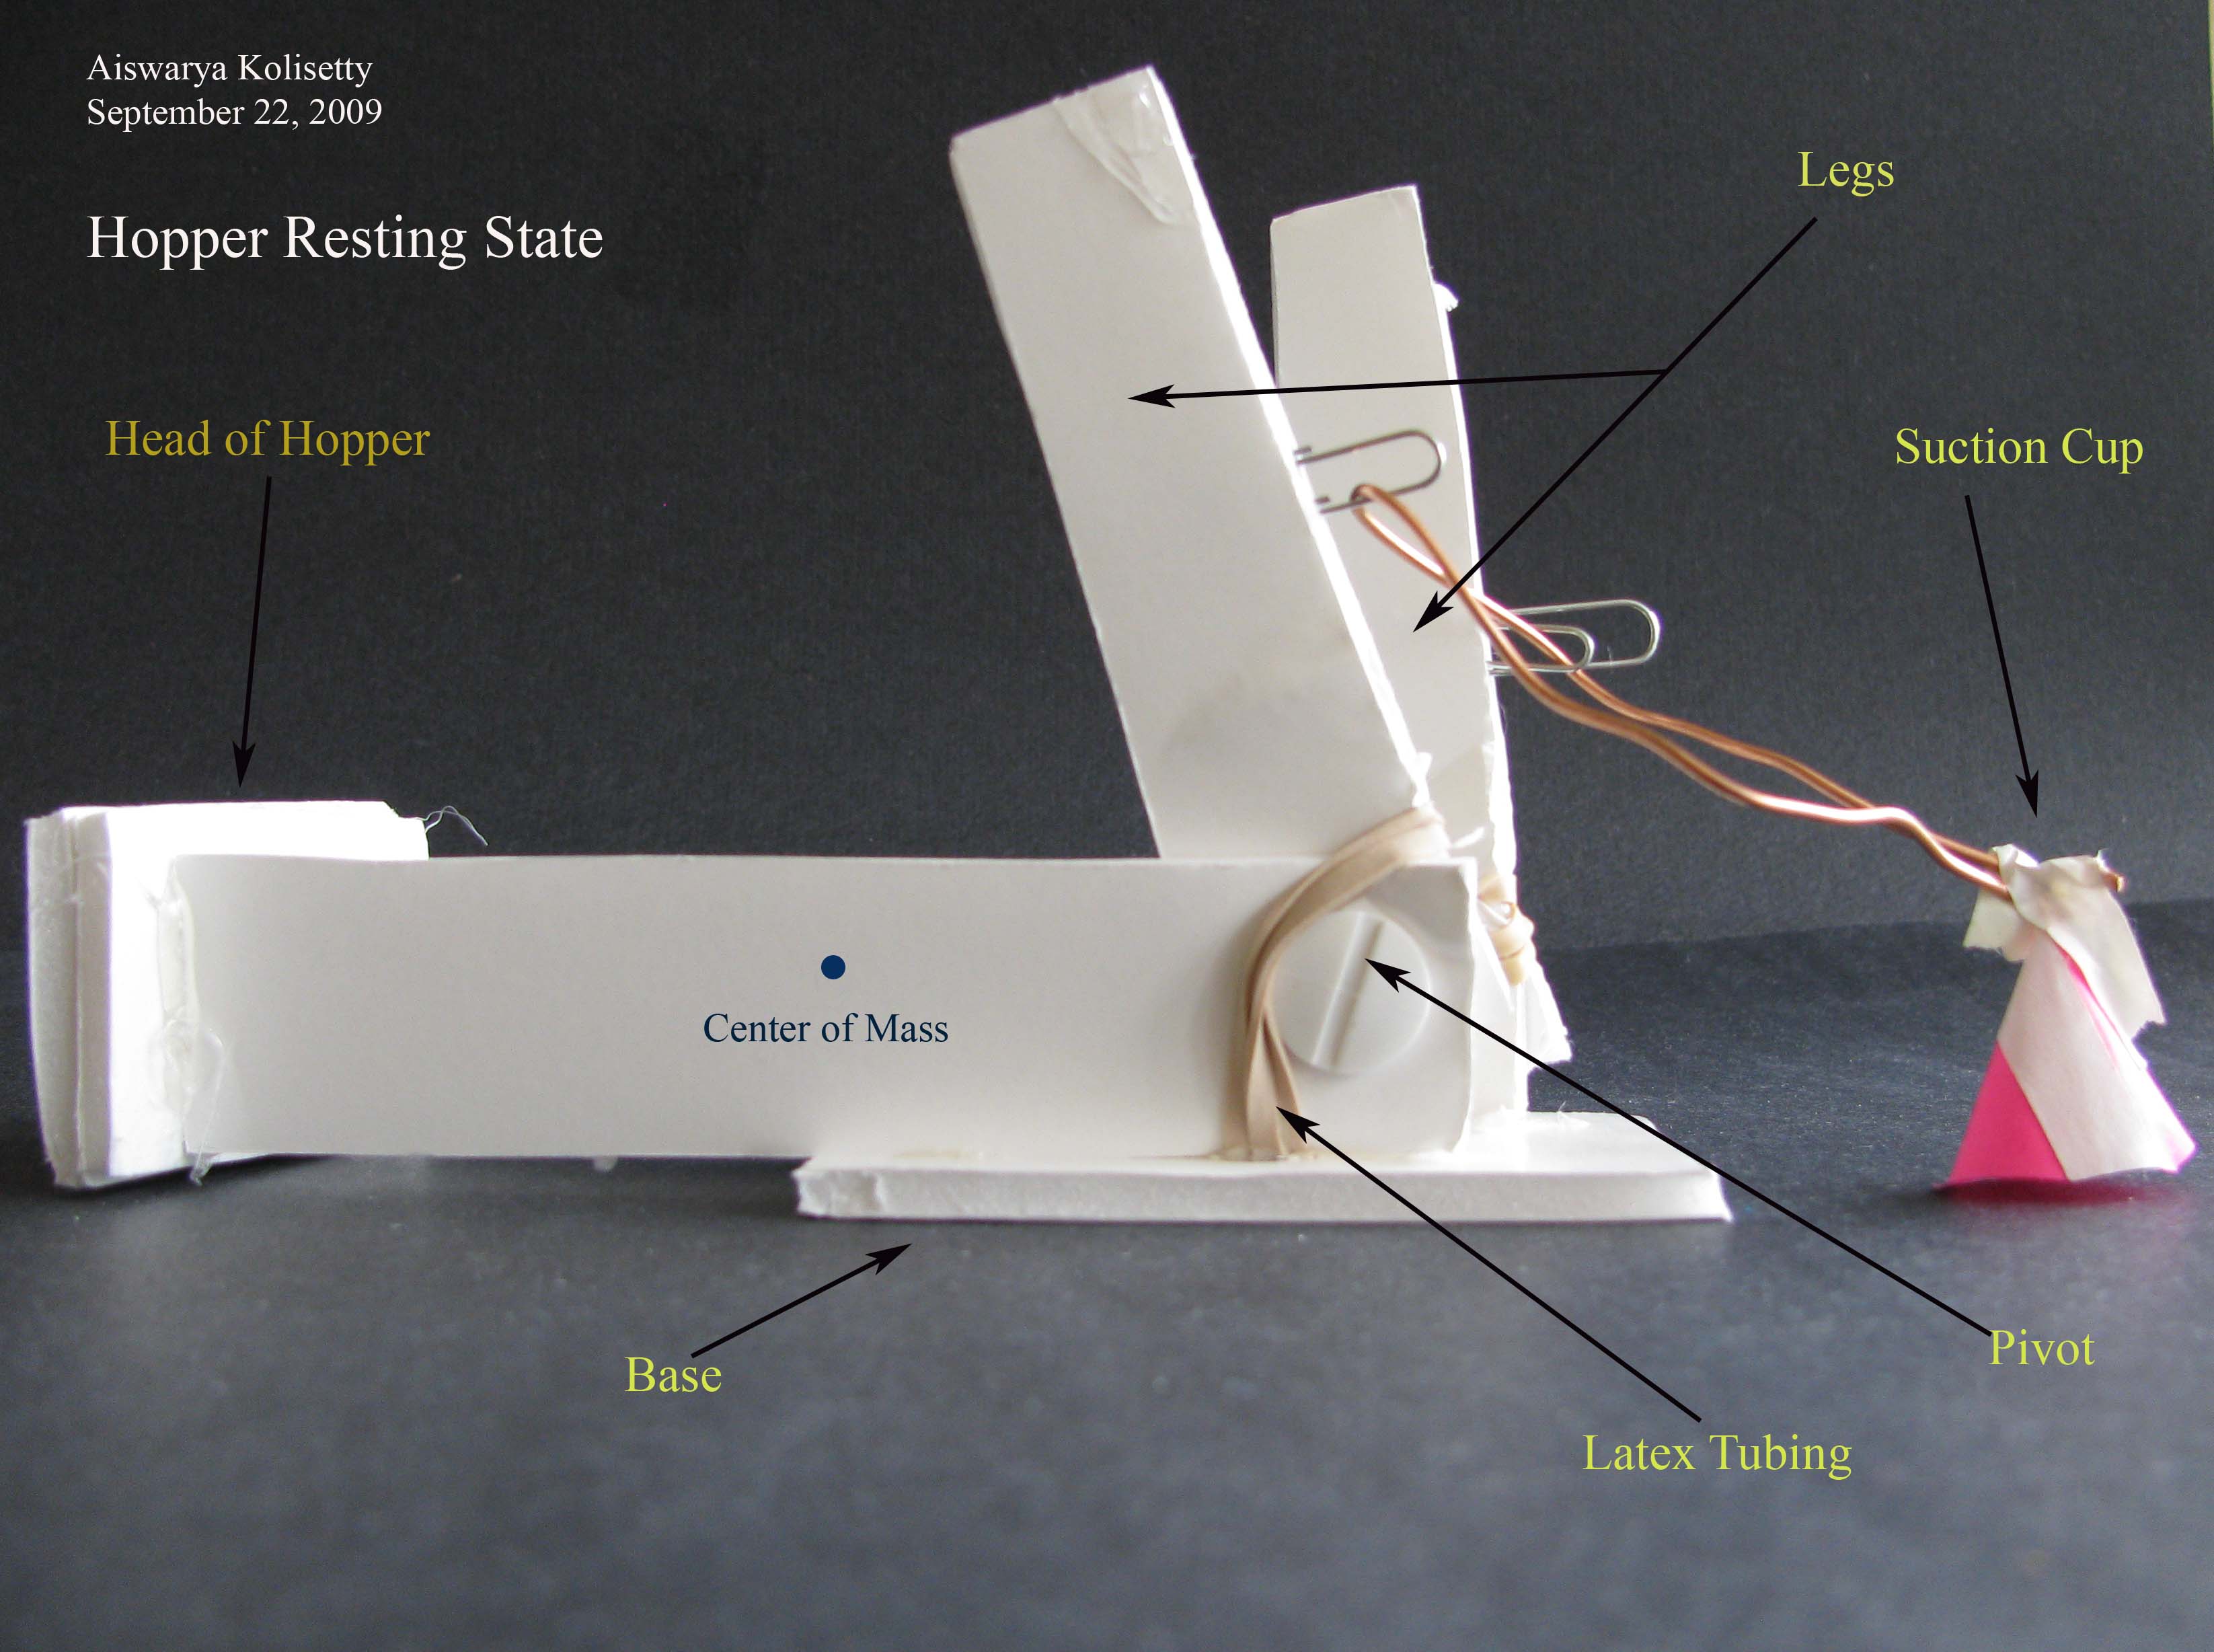 Aiswarya Kolisetty
September 22, 2009
Hopper Resting State
Legs
Head of Hopper
Suction Cup
Center of Mass
Base
Pivot
Latex Tubing